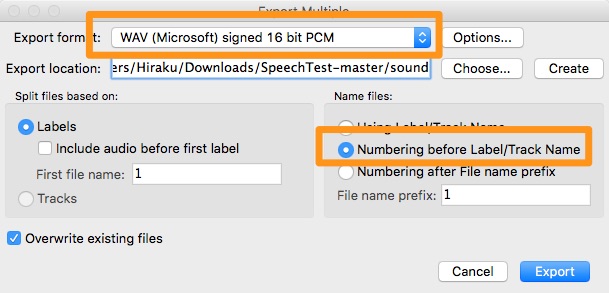 Export Multiple
Export format: WAV (Microsoft) signed 16 bit PCM Options...
Export location: ers/Hiraku/Downloads/SpeechTest-master/sound Choose... Create
Split files based on: Name files:
Labels Using Label/Track Name
Include audio before first label Numbering before Label/Track Name
First file name: 1 Numbering after File name prefix
Tracks File name prefix: 1
Overwrite existing files
Cancel Export